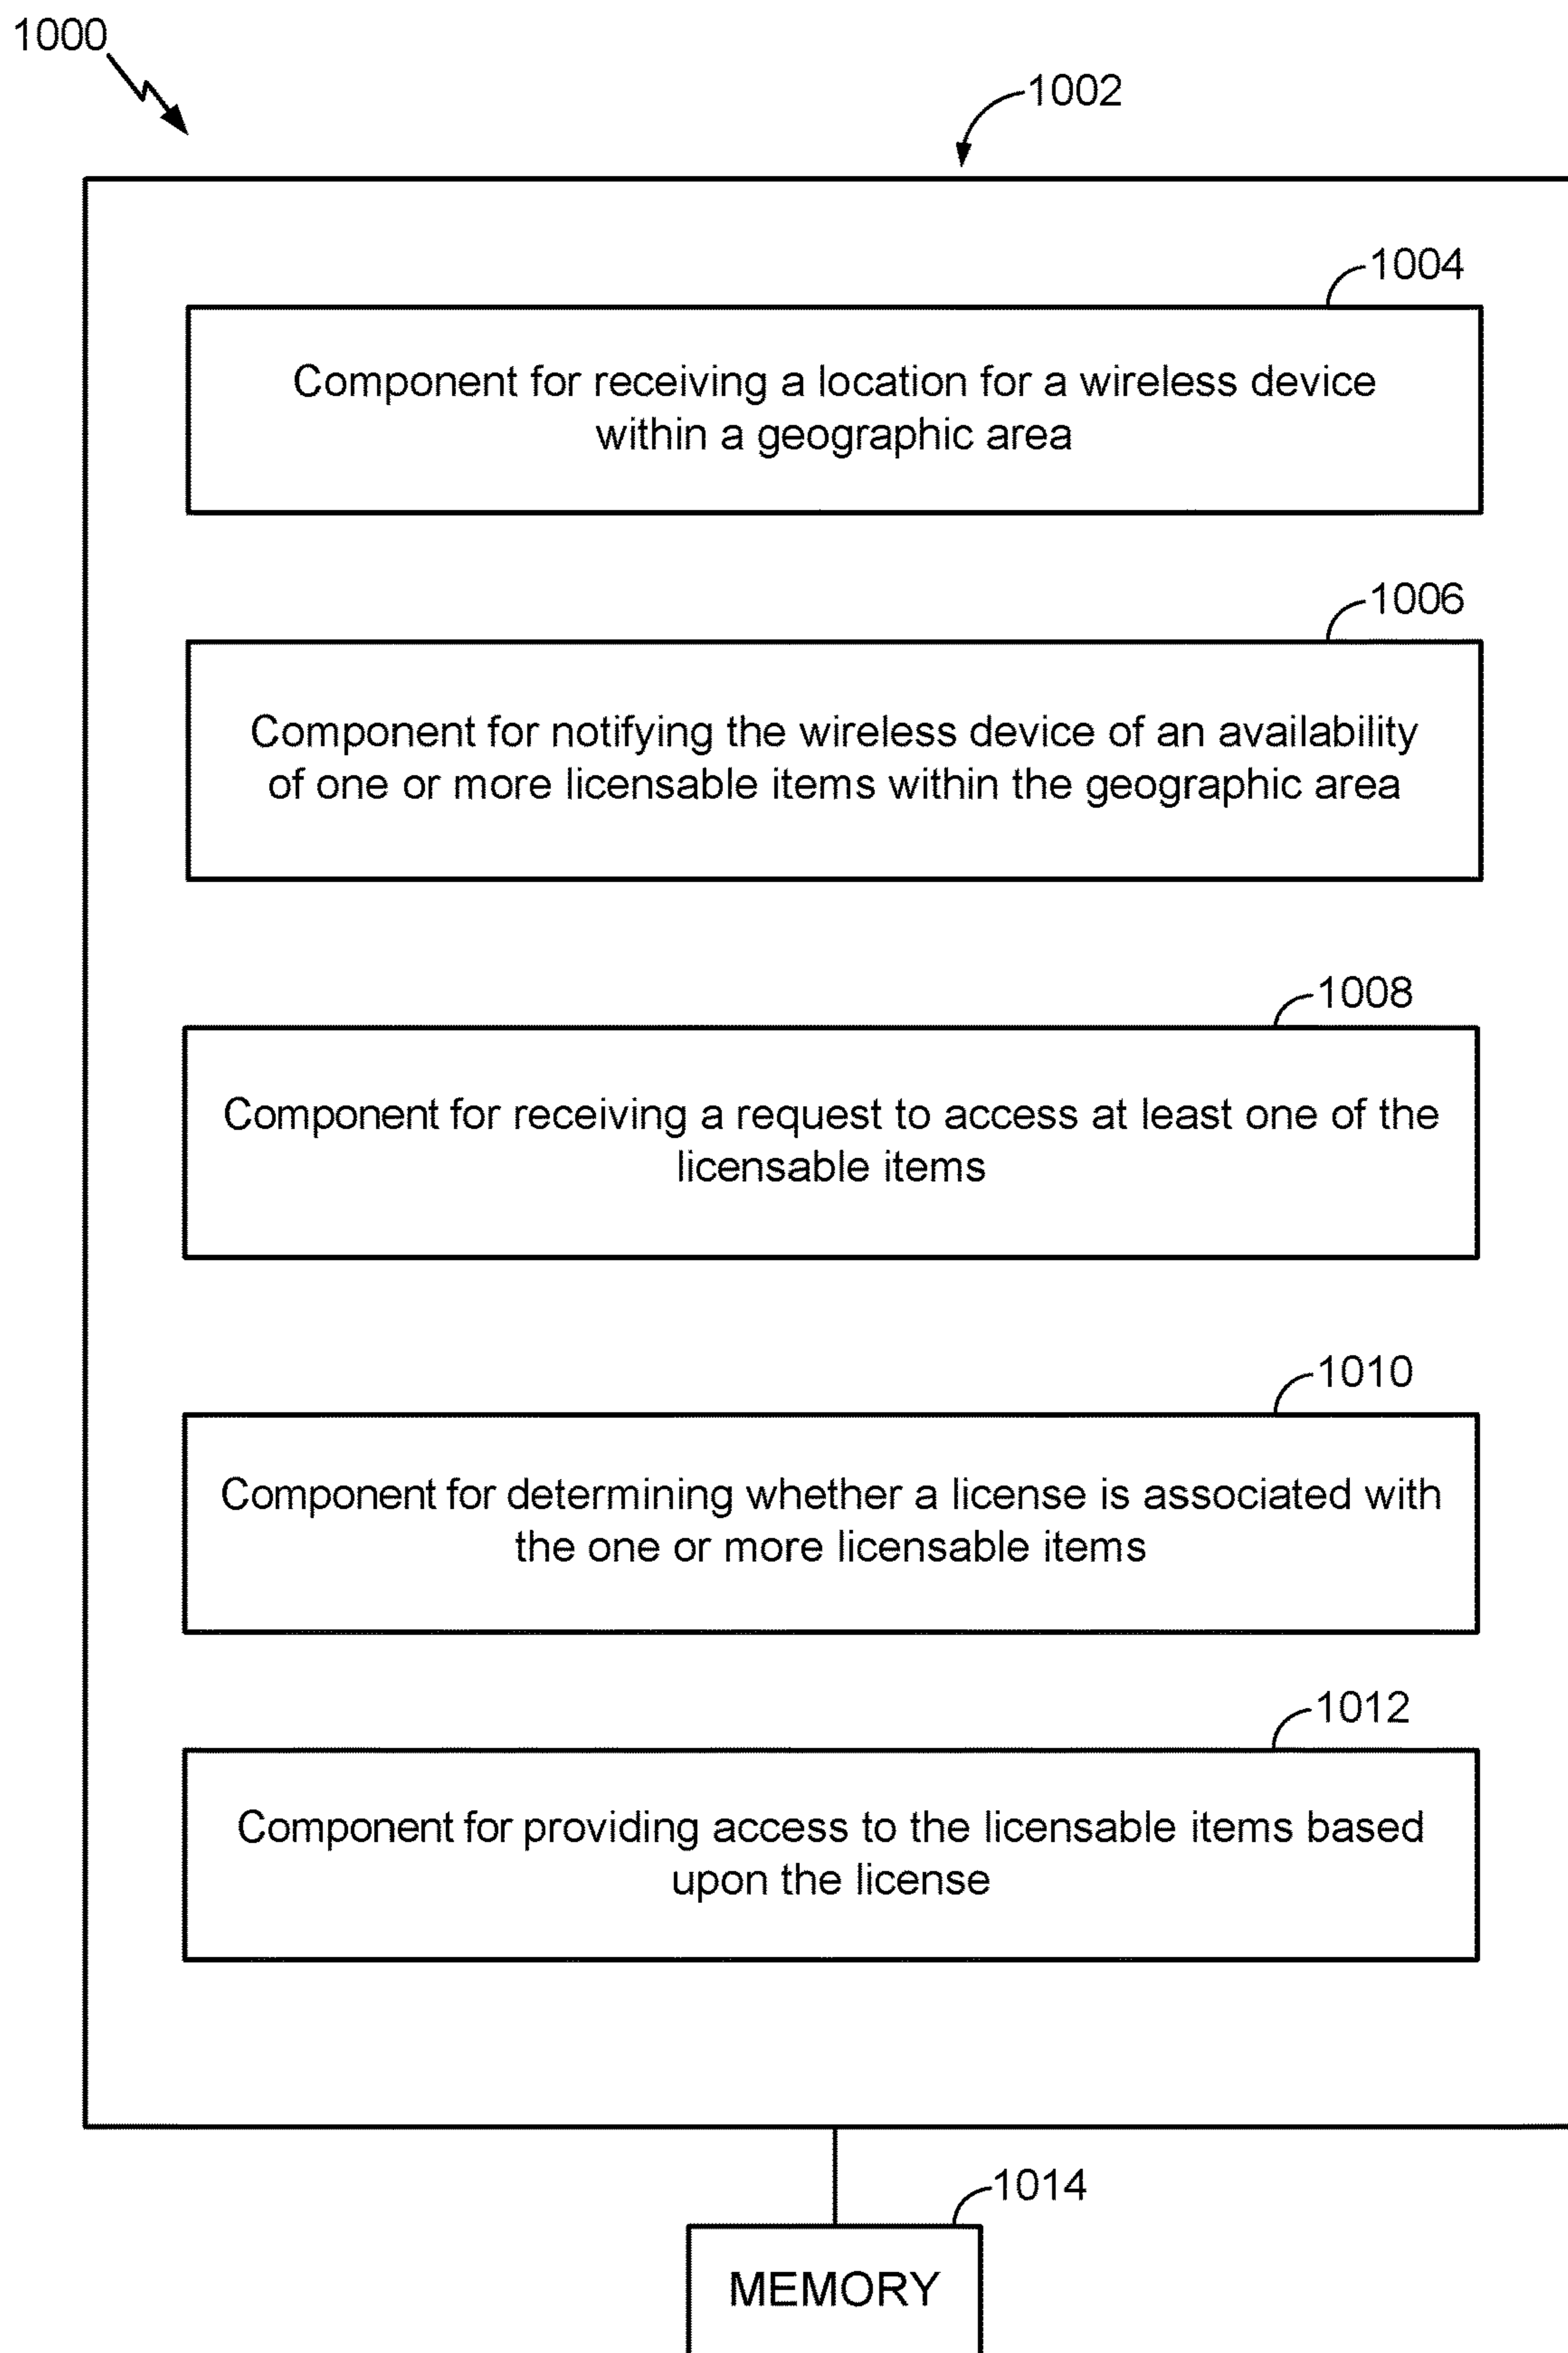 1000
1002
1004
Component for receiving a location for a wireless device
within a geographic area
1006
Component for notifying the wireless device of an availability
of one or more licensable items within the geographic area
1008
Component for receiving a request to access at least one of the
licensable items
1010
Component for determining whether a license is associated with
the one or more licensable items
1012
Component for providing access to the licensable items based
upon the license
1014
MEMORY